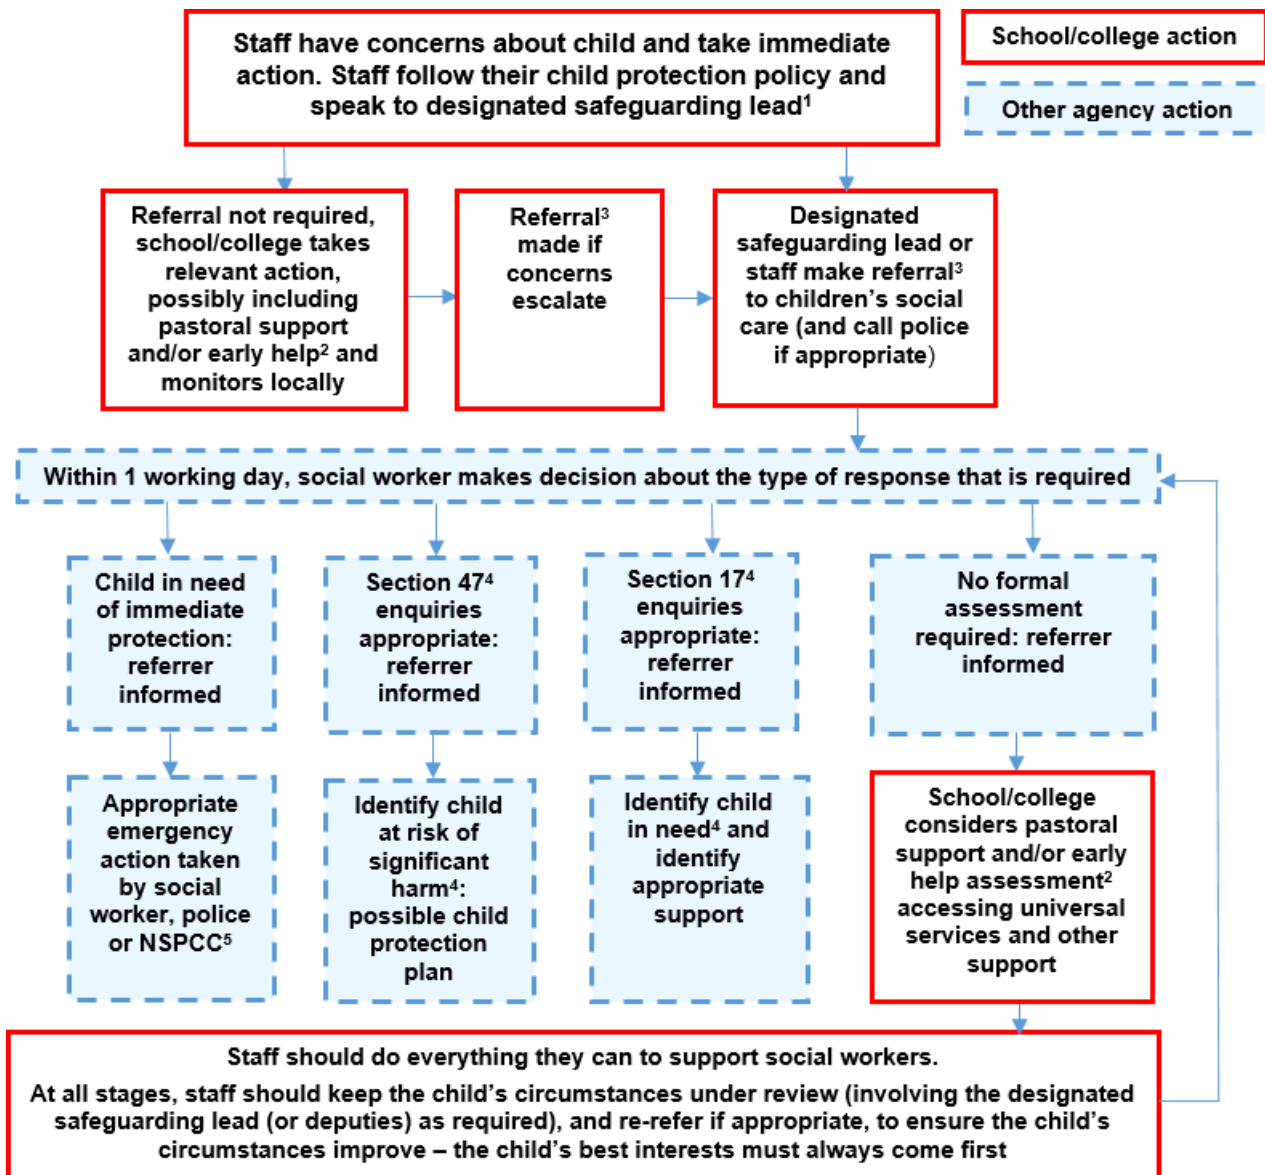 Staff have concerns about child and take immediate
action. Staff follow their child protection policy and
speak to designated safeguarding lead¹
School/college action
Other agency action
Referral not required,
school/college takes
relevant action,
possibly including
pastoral support
and/or early help² and
monitors locally
Referral³
made if
concerns
escalate
Designated
safeguarding lead or
staff make referral³
to children’s social
care (and call police
if appropriate)
Within 1 working day, social worker makes decision about the type of response that is required
Child in need
of immediate
protection:
referrer
informed
Section 47⁴
enquiries
appropriate:
referrer
informed
Section 17⁴
enquiries
appropriate:
referrer
informed
No formal
assessment
required: referrer
informed
Appropriate
emergency
action taken
by social
worker, police
or NSPCC⁵
Identify child
at risk of
significant
harm⁴:
possible child
protection
plan
Identify child
in need⁴ and
identify
appropriate
support
School/college
considers pastoral
support and/or early
help assessment²
accessing universal
services and other
support
Staff should do everything they can to support social workers.
At all stages, staff should keep the child’s circumstances under review (involving the designated
safeguarding lead (or deputies) as required), and re-refer if appropriate, to ensure the child’s
circumstances improve – the child’s best interests must always come first